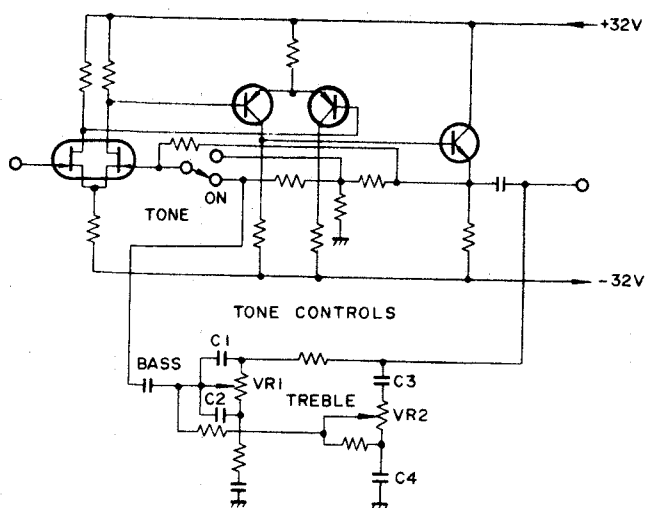 +32V
TONE
ON
-32V
TONE CONTROLS
BASS
C1
VR1
C2
TREBLE
C3
VR2
C4